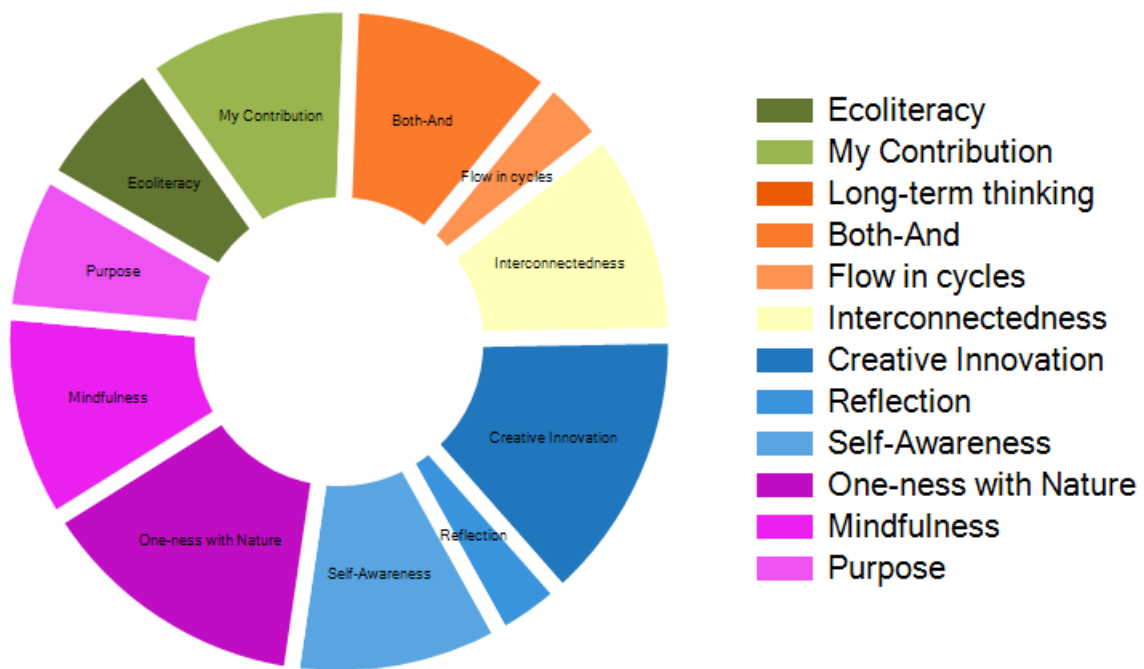 My Contribution
Both-And
Ecoliteracy
Flow in cycles
Purpose
Interconnectedness
Mindfulness
Creative Innovation
One-ness with Nature
Reflection
Self-Awareness
Ecoliteracy
My Contribution
Long-term thinking
Both-And
Flow in cycles
Interconnectedness
Creative Innovation
Reflection
Self-Awareness
One-ness with Nature
Mindfulness
Purpose